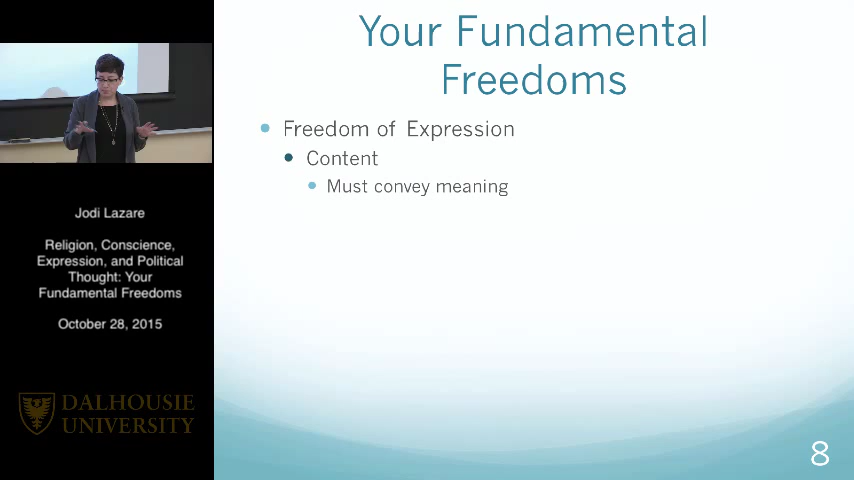 Your Fundamental
Freedoms
Freedom of Expression
Content
Must convey meaning
Jodi Lazare
Religion, Conscience,
Expression, and Political
Thought: Your
Fundamental Freedoms
October 28, 2015
DALHOUSIE
UNIVERSITY
8